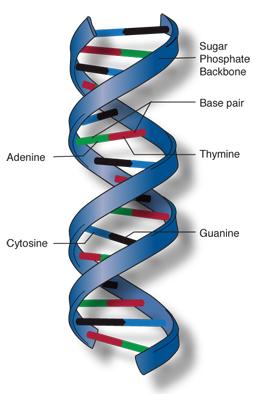 Sugar
Phosphate
Backbone
Base pair
Adenine
Thymine
Cytosine
Guanine